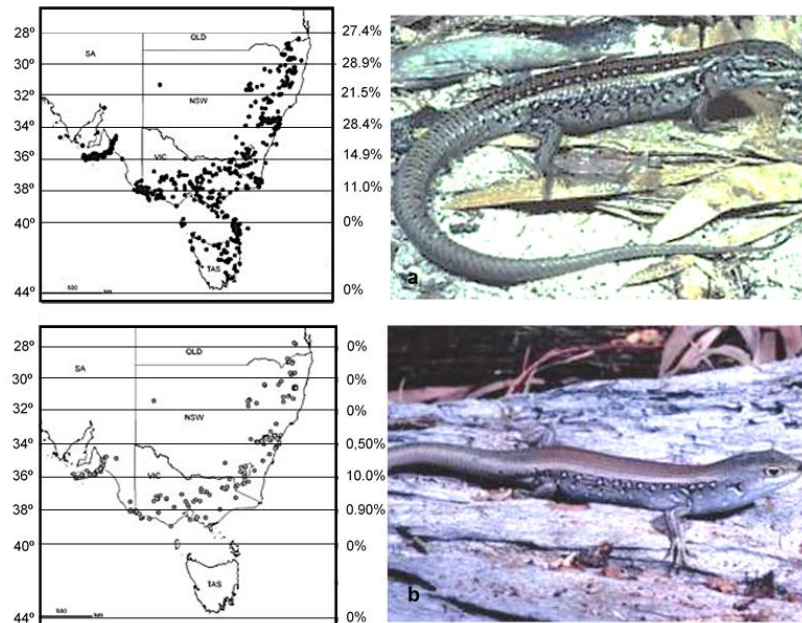 28º
30º
32º
34º
36º
38º
40º
44º
SA
QLD
NSW
VIC
TAS
500
27.4%
28.9%
21.5%
28.4%
14.9%
11.0%
0%
0%
a
28º
30º
32º
34º
36º
38º
40º
44º
SA
QLD
NSW
VIC
TAS
500
0%
0%
0%
0,50%
10.0%
0.90%
0%
0%
b